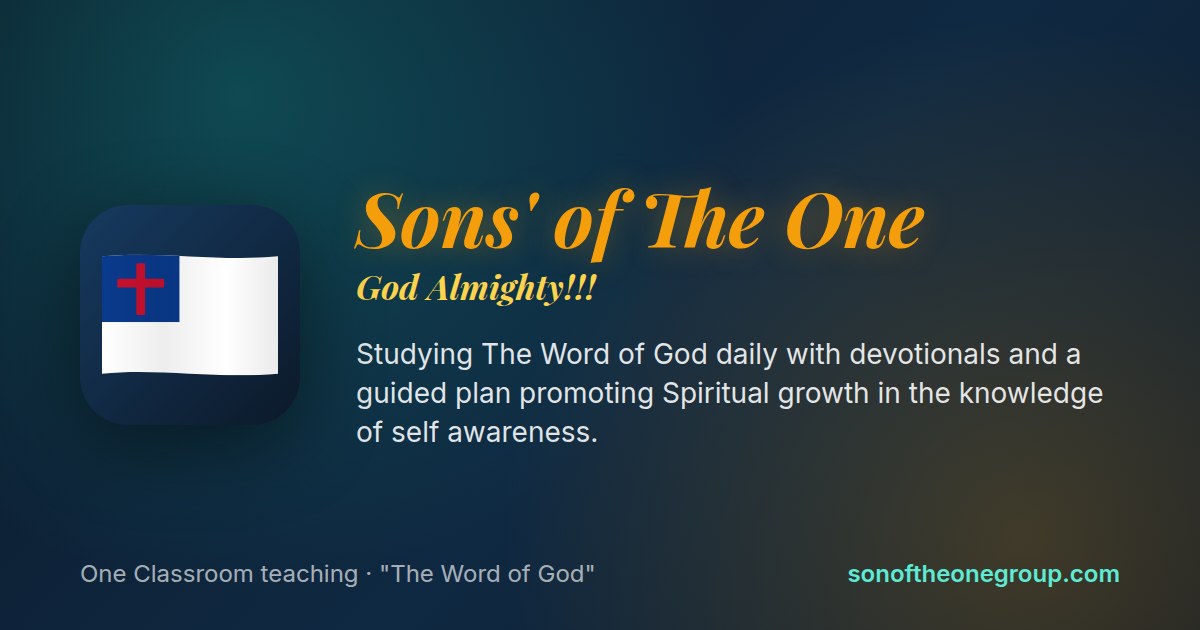 Sons' of The One
God Almighty!!!
Studying The Word of God daily with devotionals and a
guided plan promoting Spiritual growth in the knowledge
of self awareness.
One Classroom teaching · "The Word of God"
sonoftheonegroup.com